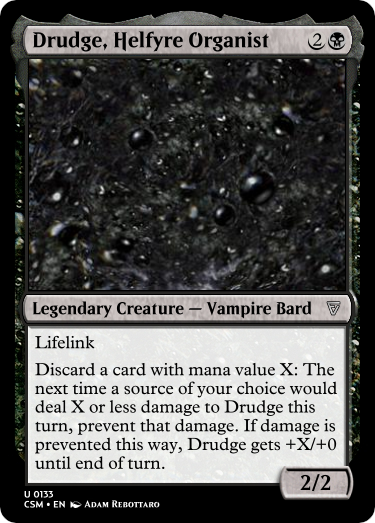 Drudge, Helfyre Organist 2
Legendary Creature — Vampire Bard
Lifelink
Discard a card with mana value X: The
next time a source of your choice would
deal X or less damage to Drudge this
turn, prevent that damage. If damage is
prevented this way, Drudge gets +X/+0
until end of turn.
2/2
U 0133
CSM • EN Adam Rebottaro